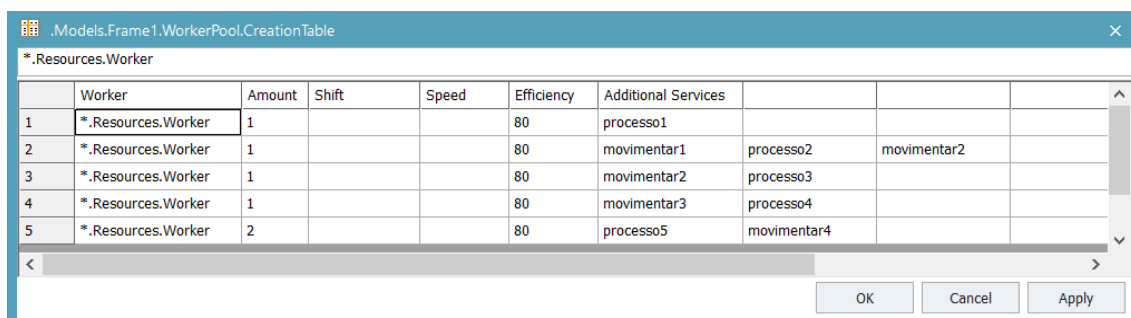 .Models.Frame1.WorkerPool.CreationTable
*.Resources.Worker
Worker Amount Shift Speed Efficiency Additional Services
1 *.Resources.Worker 1 80 processo1
2 *.Resources.Worker 1 80 movimentar1 processo2 movimentar2
3 *.Resources.Worker 1 80 movimentar2 processo3
4 *.Resources.Worker 1 80 movimentar3 processo4
5 *.Resources.Worker 2 80 processo5 movimentar4
OK Cancel Apply